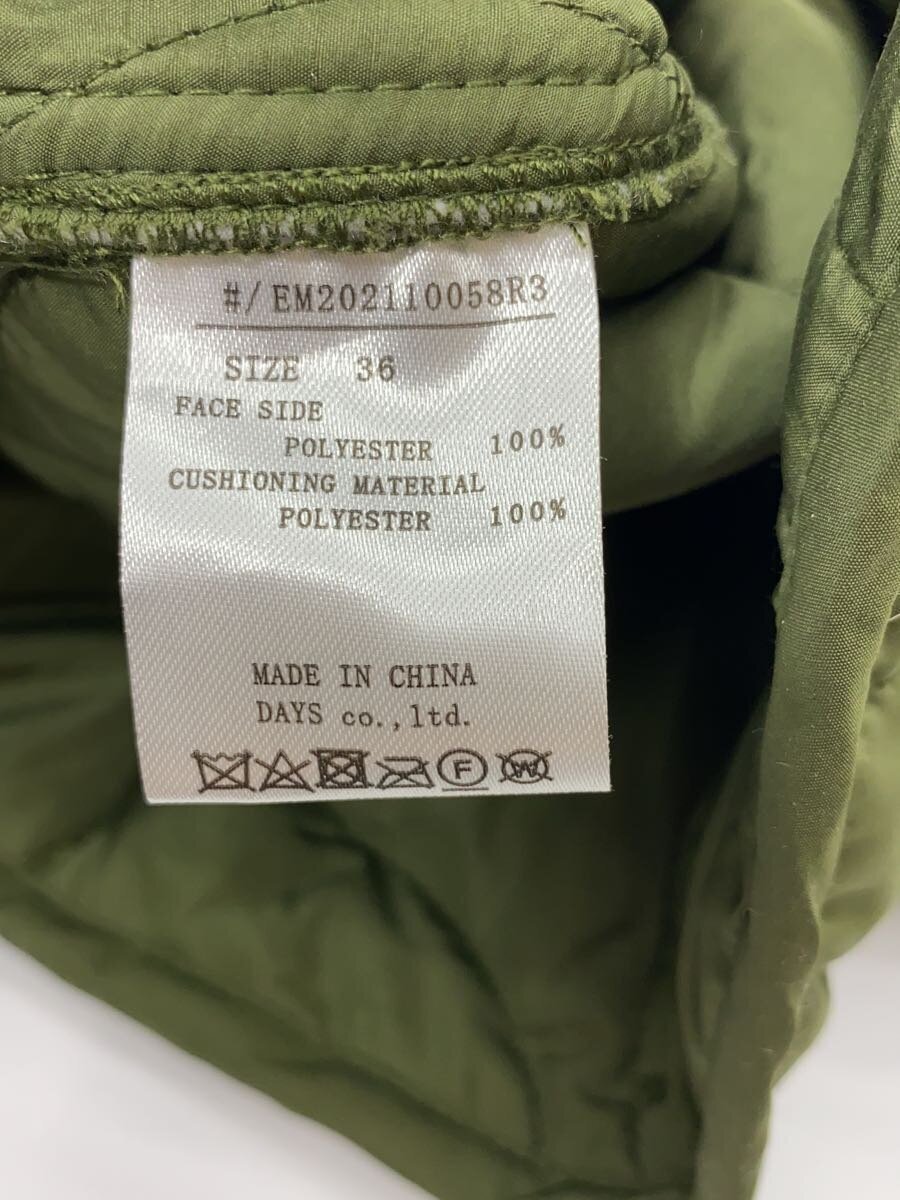 #/EM202110058R3
SIZE 36
FACE SIDE
POLYESTER 100%
CUSHIONING MATERIAL
POLYESTER 100%
MADE IN CHINA
DAYS co.,ltd.
F W